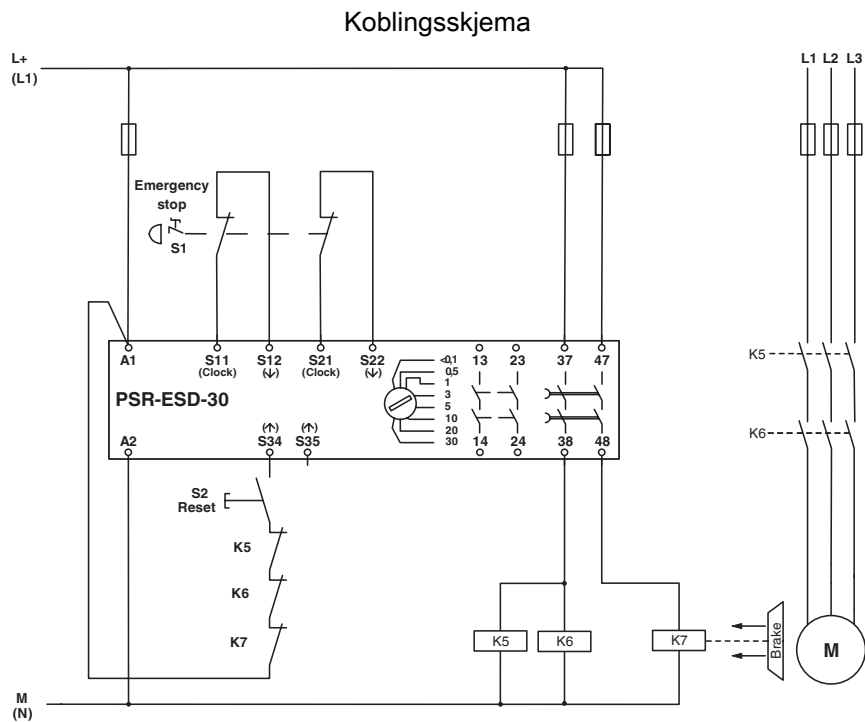 Koblingsskjema
L+
(L1)
L1 L2 L3
Emergency
stop
S1
A1 S11 S12 S21 S22 <0,1 13 23 37 47
(Clock) (↓) (Clock) (↓)
0,5
1
3
5
10
20
30
PSR-ESD-30
(↑) (↑)
A2 S34 S35 14 24 38 48
K5
K6
S2
Reset
K5
K6
K7
K5 K6 K7
Brake
M
M
(N)